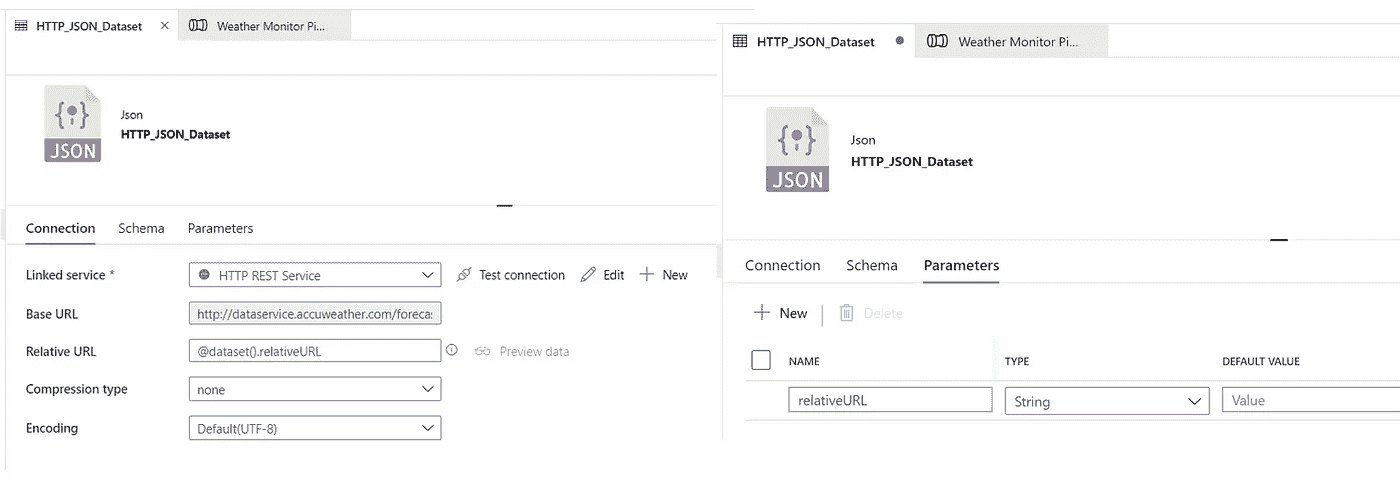 HTTP_JSON_Dataset
Weather Monitor Pi...
Json
HTTP_JSON_Dataset
JSON
Connection Schema Parameters
Linked service * HTTP REST Service Test connection Edit New
Base URL http://dataservice.accuweather.com/foreca
Relative URL @dataset().relativeURL Preview data
Compression type none
Encoding Default(UTF-8)
HTTP_JSON_Dataset
Weather Monitor Pi...
Json
HTTP_JSON_Dataset
JSON
Connection Schema Parameters
New Delete
NAME TYPE DEFAULT VALUE
relativeURL String Value